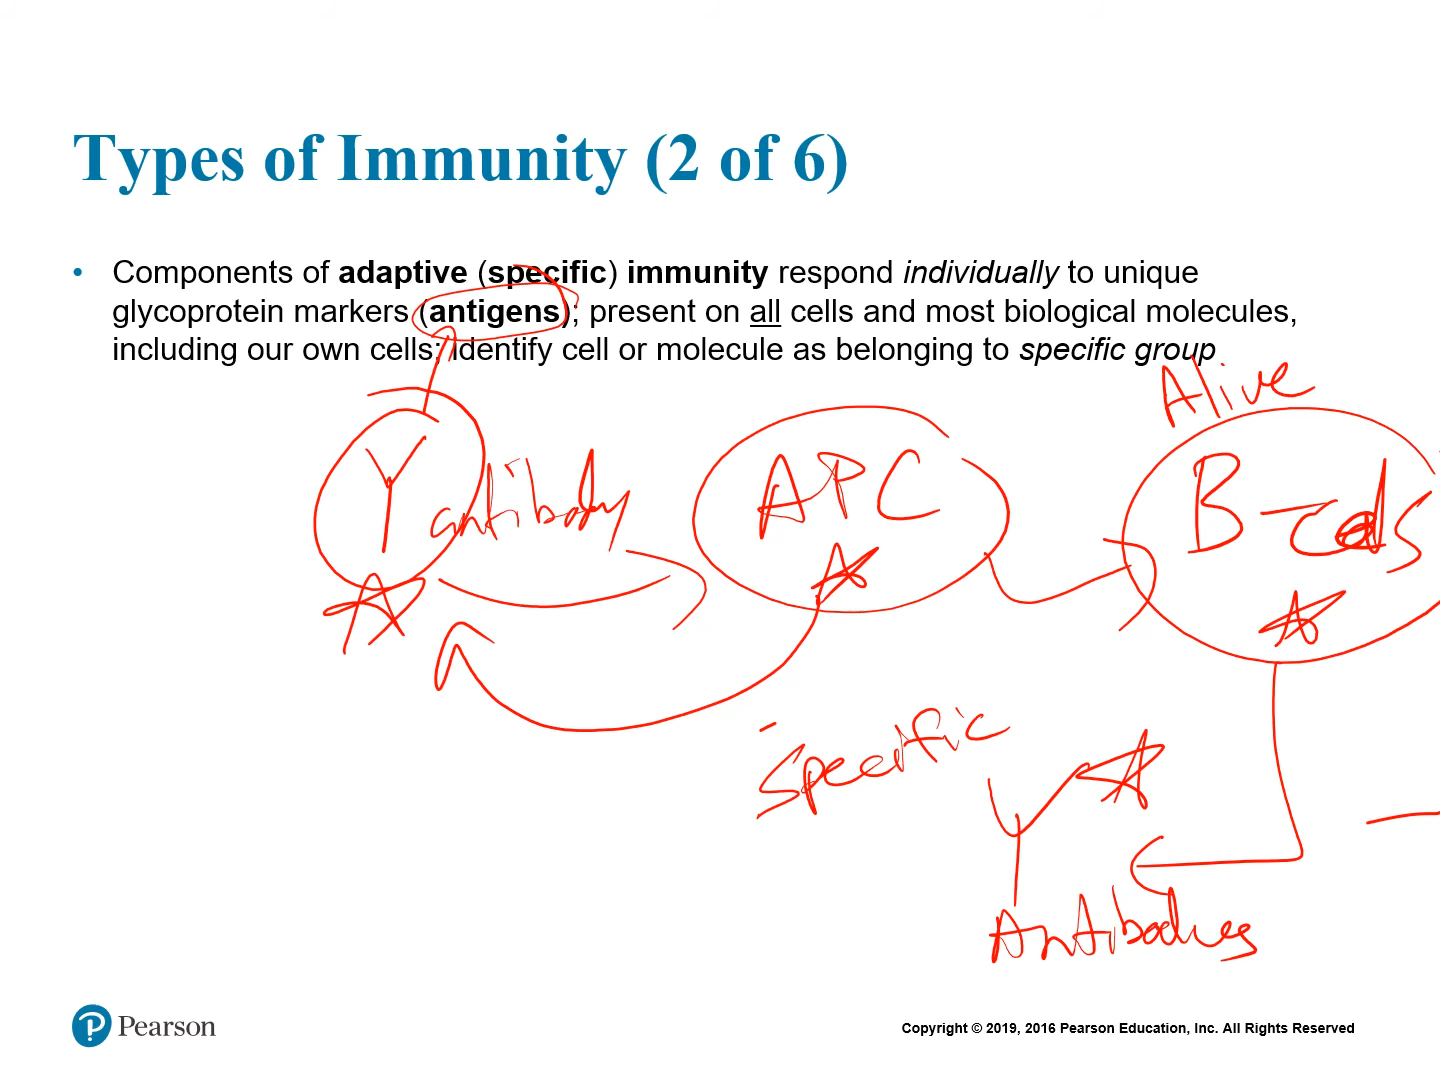 Types of Immunity (2 of 6)
• Components of adaptive (specific) immunity respond individually to unique
glycoprotein markers (antigens); present on all cells and most biological molecules,
including our own cells; identify cell or molecule as belonging to specific group
Alive
Y antibody
APC
B-cells
Specific
Antibodies
Pearson
Copyright © 2019, 2016 Pearson Education, Inc. All Rights Reserved